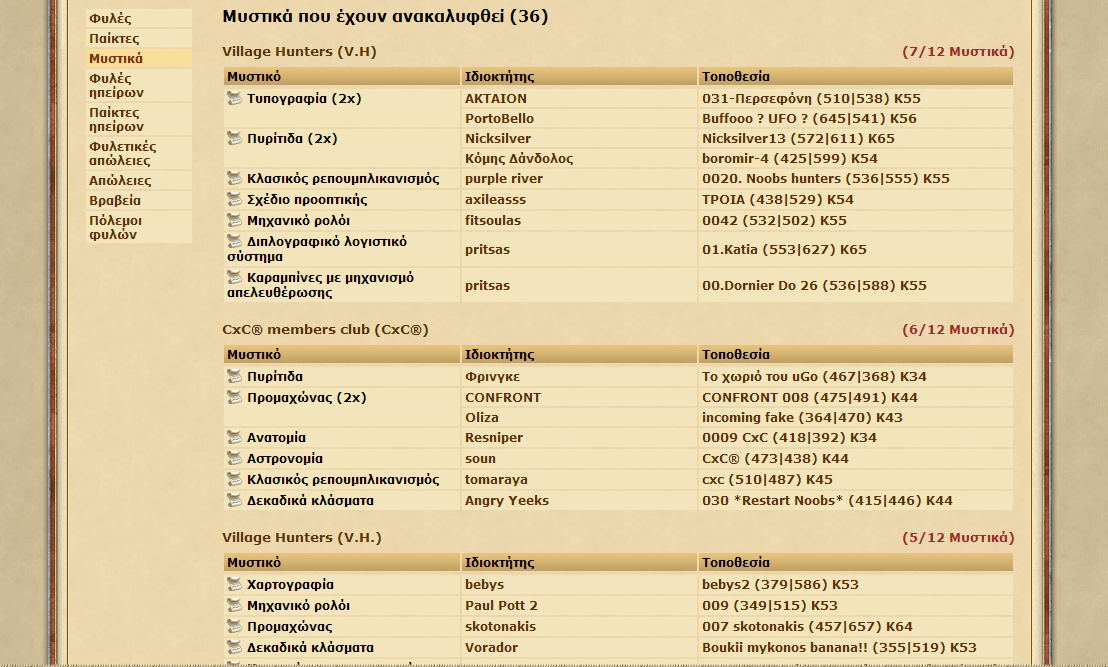 Φυλές
Παίκτες
Μυστικά
Φυλές
ηπείρων
Παίκτες
ηπείρων
Φυλετικές
απώλειες
Απώλειες
Βραβεία
Πόλεμοι
φυλών
Μυστικά που έχουν ανακαλυφθεί (36)
Village Hunters (V.H) (7/12 Μυστικά)
Μυστικό Ιδιοκτήτης Τοποθεσία
Τυπογραφία (2x) AKTAION 031-Περσεφόνη (510|538) K55
PortoBello Buffooo ? UFO ? (645|541) K56
Πυρίτιδα (2x) Nicksilver Nicksilver13 (572|611) K65
Κόμης Δάνδολος boromir-4 (425|599) K54
Κλασικός ρεπουμπλικανισμός purple river 0020. Noobs hunters (536|555) K55
Σχέδιο προοπτικής axileasss ΤΡΟΙΑ (438|529) K54
Μηχανικό ρολόι fitsoulas 0042 (532|502) K55
Διπλογραφικό λογιστικό
σύστημα pritsas 01.Katia (553|627) K65
Καραμπίνες με μηχανισμό
απελευθέρωσης pritsas 00.Dornier Do 26 (536|588) K55
CxC® members club (CxC®) (6/12 Μυστικά)
Μυστικό Ιδιοκτήτης Τοποθεσία
Πυρίτιδα Φρινγκε Το χωριό του uGo (467|368) K34
Προμαχώνας (2x) CONFRONT CONFRONT 008 (475|491) K44
Oliza incoming fake (364|470) K43
Ανατομία Resniper 0009 CxC (418|392) K34
Αστρονομία soun CxC® (473|438) K44
Κλασικός ρεπουμπλικανισμός tomaraya cxc (510|487) K45
Δεκαδικά κλάσματα Angry Yeeks 030 *Restart Noobs* (415|446) K44
Village Hunters (V.H.) (5/12 Μυστικά)
Μυστικό Ιδιοκτήτης Τοποθεσία
Χαρτογραφία bebys bebys2 (379|586) K53
Μηχανικό ρολόι Paul Pott 2 009 (349|515) K53
Προμαχώνας skotonakis 007 skotonakis (457|657) K64
Δεκαδικά κλάσματα Vorador Boukii mykonos banana!! (355|519) K53